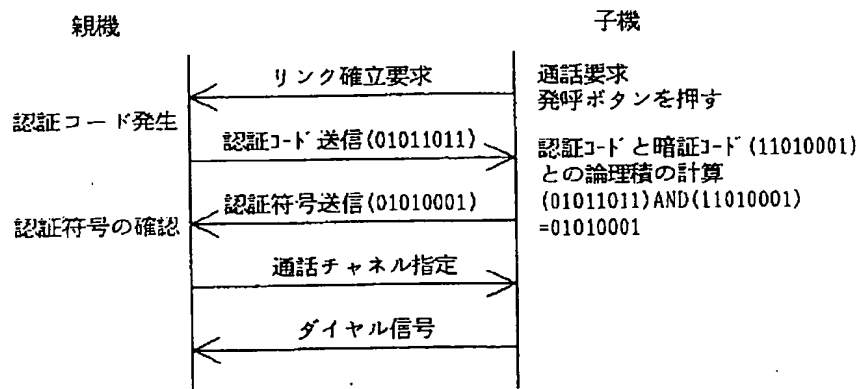 親機
子機
リンク確立要求
通話要求
発呼ボタンを押す
認証コード発生
認証ｺｰﾄﾞ送信(01011011)
認証ｺｰﾄﾞと暗証ｺｰﾄﾞ(11010001)
との論理積の計算
(01011011)AND(11010001)
=01010001
認証符号送信(01010001)
認証符号の確認
通話チャネル指定
ダイヤル信号